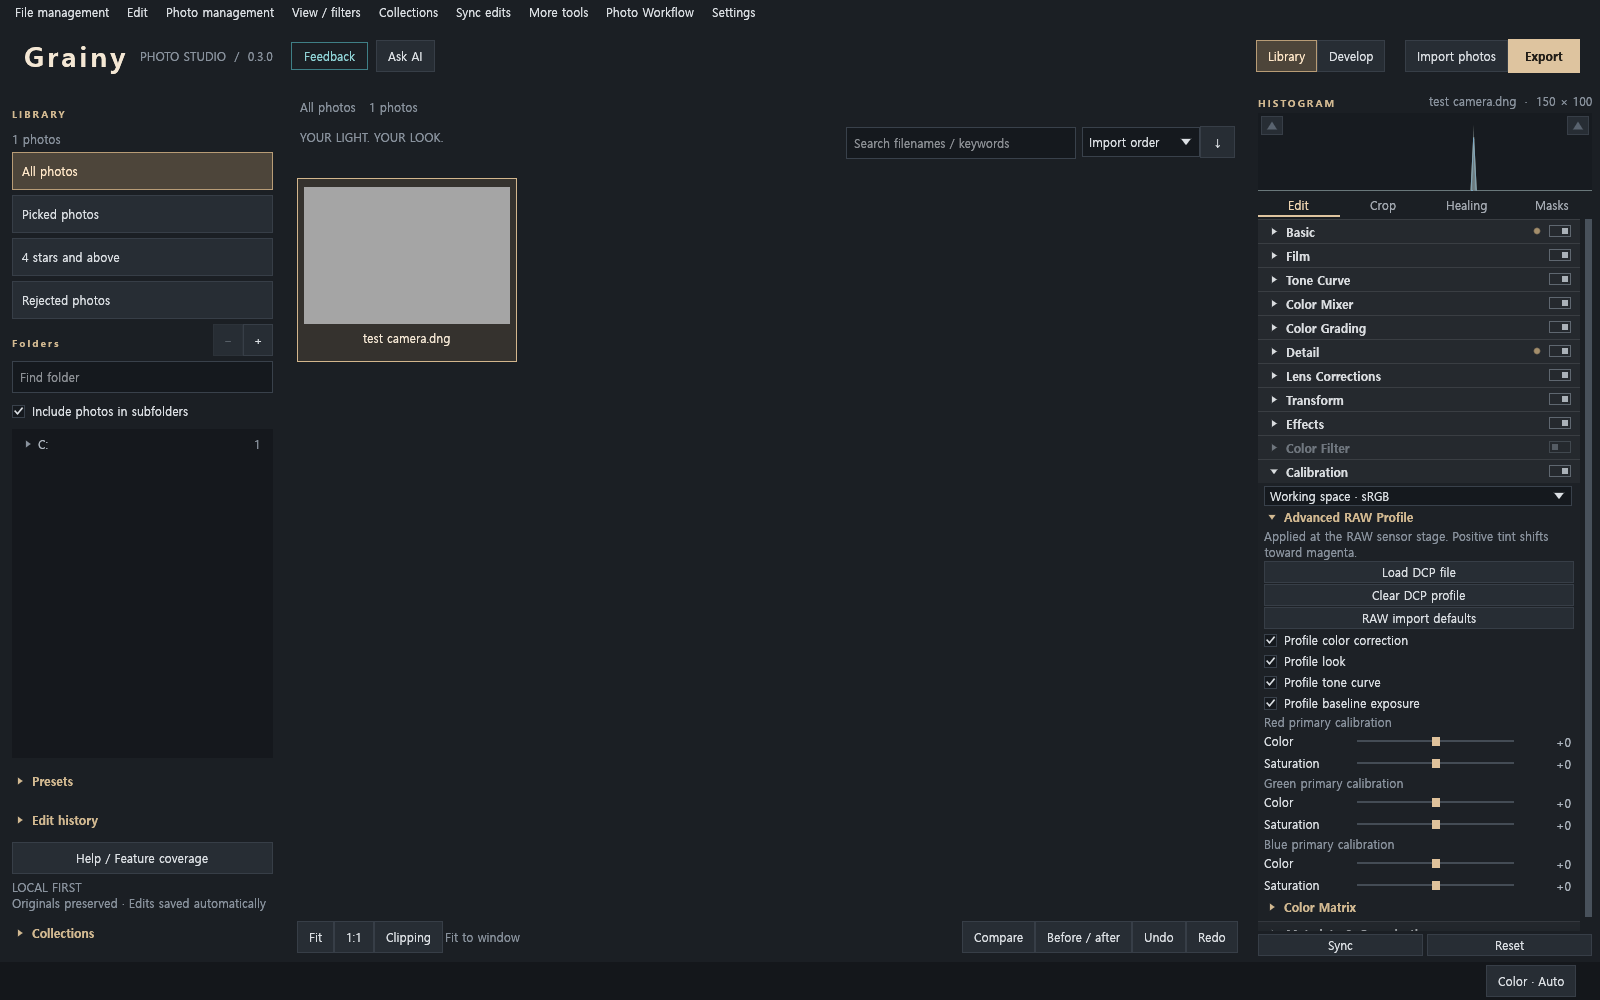 File management Edit Photo management View / filters Collections Sync edits More tools Photo Workflow Settings
Grainy PHOTO STUDIO / 0.3.0 Feedback Ask AI Library Develop Import photos Export
LIBRARY
1 photos
All photos
Picked photos
4 stars and above
Rejected photos
Folders − +
Find folder
Include photos in subfolders
C: 1
Presets
Edit history
Help / Feature coverage
LOCAL FIRST
Originals preserved · Edits saved automatically
Collections
All photos 1 photos
YOUR LIGHT. YOUR LOOK.
Search filenames / keywords Import order ↓
test camera.dng
Fit 1:1 Clipping Fit to window Compare Before / after Undo Redo
HISTOGRAM test camera.dng · 150 × 100
Edit Crop Healing Masks
Basic
Film
Tone Curve
Color Mixer
Color Grading
Detail
Lens Corrections
Transform
Effects
Color Filter
Calibration
Working space · sRGB
Advanced RAW Profile
Applied at the RAW sensor stage. Positive tint shifts
toward magenta.
Load DCP file
Clear DCP profile
RAW import defaults
Profile color correction
Profile look
Profile tone curve
Profile baseline exposure
Red primary calibration
Color +0
Saturation +0
Green primary calibration
Color +0
Saturation +0
Blue primary calibration
Color +0
Saturation +0
Color Matrix
Sync Reset
Color · Auto